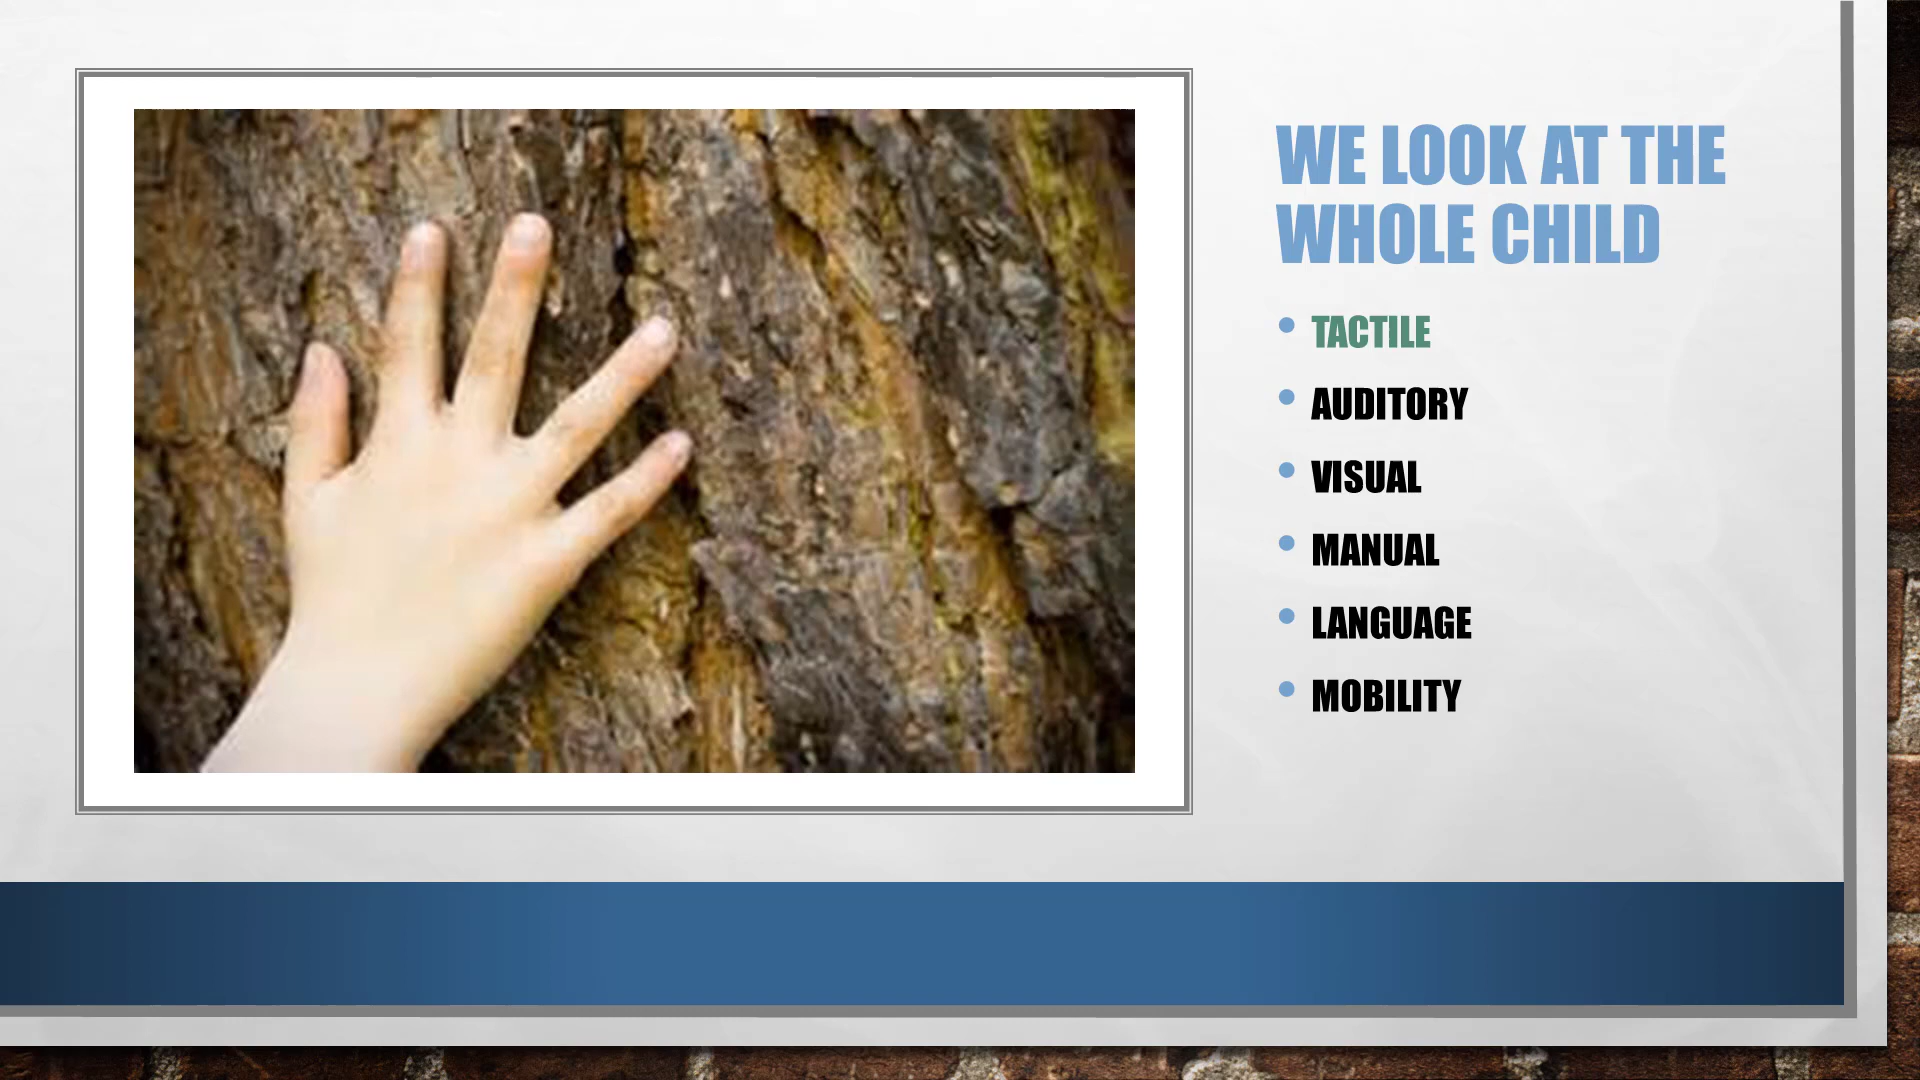 WE LOOK AT THE
WHOLE CHILD
• TACTILE
• AUDITORY
• VISUAL
• MANUAL
• LANGUAGE
• MOBILITY